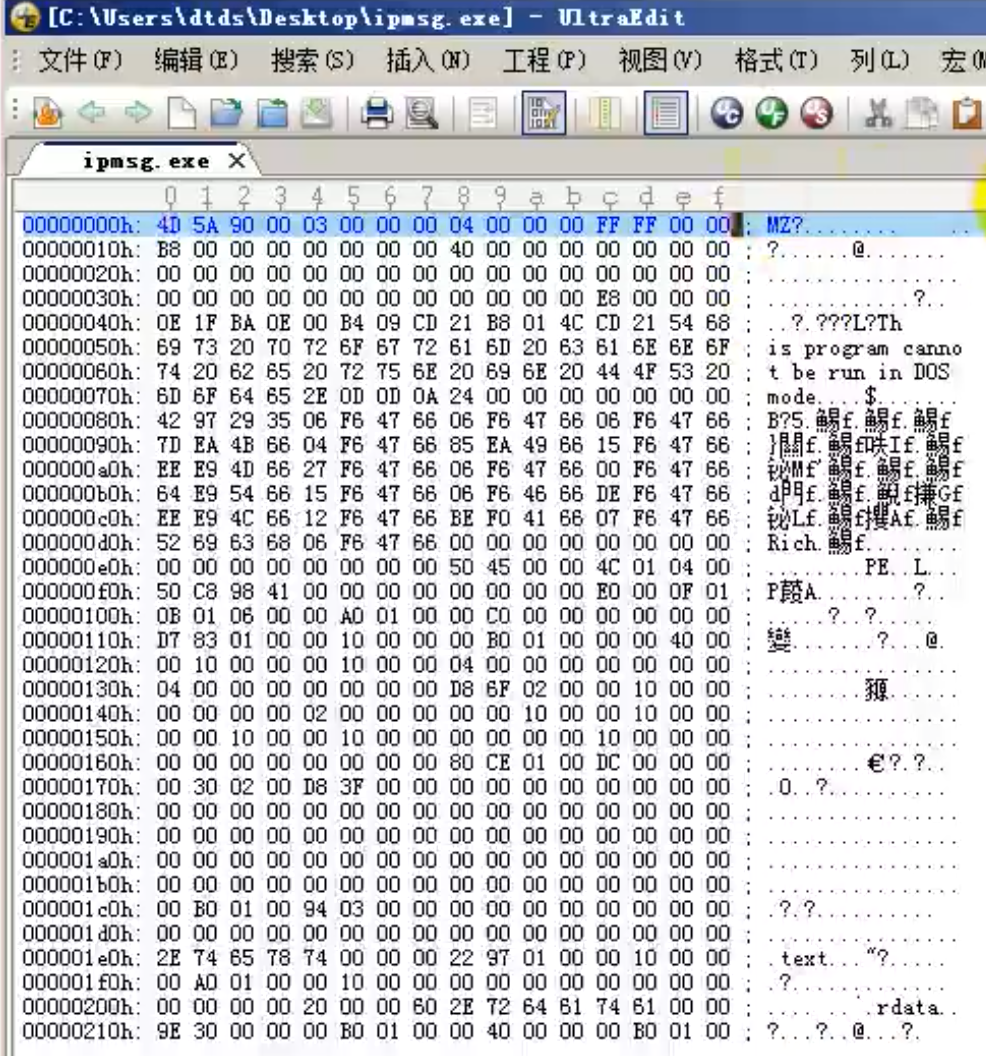 [C:\Users\dtds\Desktop\ipmsg.exe] - UltraEdit
文件(F) 编辑(E) 搜索(S) 插入(N) 工程(P) 视图(V) 格式(T) 列(L) 宏(M
ipmsg.exe X
0 1 2 3 4 5 6 7 8 9 a b c d e f
00000000h: 4D 5A 90 00 03 00 00 00 04 00 00 00 FF FF 00 00 ; MZ?......... ..
00000010h: B8 00 00 00 00 00 00 00 40 00 00 00 00 00 00 00 ; ?.......@.......
00000020h: 00 00 00 00 00 00 00 00 00 00 00 00 00 00 00 00 ; ................
00000030h: 00 00 00 00 00 00 00 00 00 00 00 00 E8 00 00 00 ; ............?..
00000040h: 0E 1F BA 0E 00 B4 09 CD 21 B8 01 4C CD 21 54 68 ; ..?.???L?Th
00000050h: 69 73 20 70 72 6F 67 72 61 6D 20 63 61 6E 6E 6F ; is program canno
00000060h: 74 20 62 65 20 72 75 6E 20 69 6E 20 44 4F 53 20 ; t be run in DOS
00000070h: 6D 6F 64 65 2E 0D 0D 0A 24 00 00 00 00 00 00 00 ; mode....$.......
00000080h: 42 97 29 35 06 F6 47 66 06 F6 47 66 06 F6 47 66 ; B?5.鯣f.鯣f.鯣f
00000090h: 7D EA 4B 66 04 F6 47 66 85 EA 49 66 15 F6 47 66 ; }闗f.鯣f呹If.鯣f
000000a0h: EE E9 4D 66 27 F6 47 66 06 F6 47 66 00 F6 47 66 ; 铋Mf'鯣f.鯣f.鯣f
000000b0h: 64 E9 54 66 15 F6 47 66 06 F6 46 66 DE F6 47 66 ; d門f.鯣f.鯢f摭Gf
000000c0h: EE E9 4C 66 12 F6 47 66 BE F0 41 66 07 F6 47 66 ; 铋Lf.鯣f攫Af.鯣f
000000d0h: 52 69 63 68 06 F6 47 66 00 00 00 00 00 00 00 00 ; Rich.鯣f........
000000e0h: 00 00 00 00 00 00 00 00 50 45 00 00 4C 01 04 00 ; ........PE..L...
000000f0h: 50 C8 98 41 00 00 00 00 00 00 00 00 E0 00 0F 01 ; P葮A........?..
00000100h: 0B 01 06 00 00 A0 01 00 00 C0 00 00 00 00 00 00 ; .....?..?......
00000110h: D7 83 01 00 00 10 00 00 00 B0 01 00 00 00 40 00 ; 變.......?...@.
00000120h: 00 10 00 00 00 10 00 00 04 00 00 00 00 00 00 00 ; ................
00000130h: 04 00 00 00 00 00 00 00 D8 6F 02 00 00 10 00 00 ; ........豲......
00000140h: 00 00 00 00 02 00 00 00 00 00 10 00 00 10 00 00 ; ................
00000150h: 00 00 10 00 00 10 00 00 00 00 00 00 10 00 00 00 ; ................
00000160h: 00 00 00 00 00 00 00 00 80 CE 01 00 DC 00 00 00 ; ........€?.?..
00000170h: 00 30 02 00 D8 3F 00 00 00 00 00 00 00 00 00 00 ; .0..?..........
00000180h: 00 00 00 00 00 00 00 00 00 00 00 00 00 00 00 00 ; ................
00000190h: 00 00 00 00 00 00 00 00 00 00 00 00 00 00 00 00 ; ................
000001a0h: 00 00 00 00 00 00 00 00 00 00 00 00 00 00 00 00 ; ................
000001b0h: 00 00 00 00 00 00 00 00 00 00 00 00 00 00 00 00 ; ................
000001c0h: 00 B0 01 00 94 03 00 00 00 00 00 00 00 00 00 00 ; .?.?...........
000001d0h: 00 00 00 00 00 00 00 00 00 00 00 00 00 00 00 00 ; ................
000001e0h: 2E 74 65 78 74 00 00 00 22 97 01 00 00 10 00 00 ; .text..."?.....
000001f0h: 00 A0 01 00 00 10 00 00 00 00 00 00 00 00 00 00 ; .?.............
00000200h: 00 00 00 00 20 00 00 60 2E 72 64 61 74 61 00 00 ; .... ..`.rdata..
00000210h: 9E 30 00 00 00 B0 01 00 00 40 00 00 00 B0 01 00 ; ?...?..@...?.